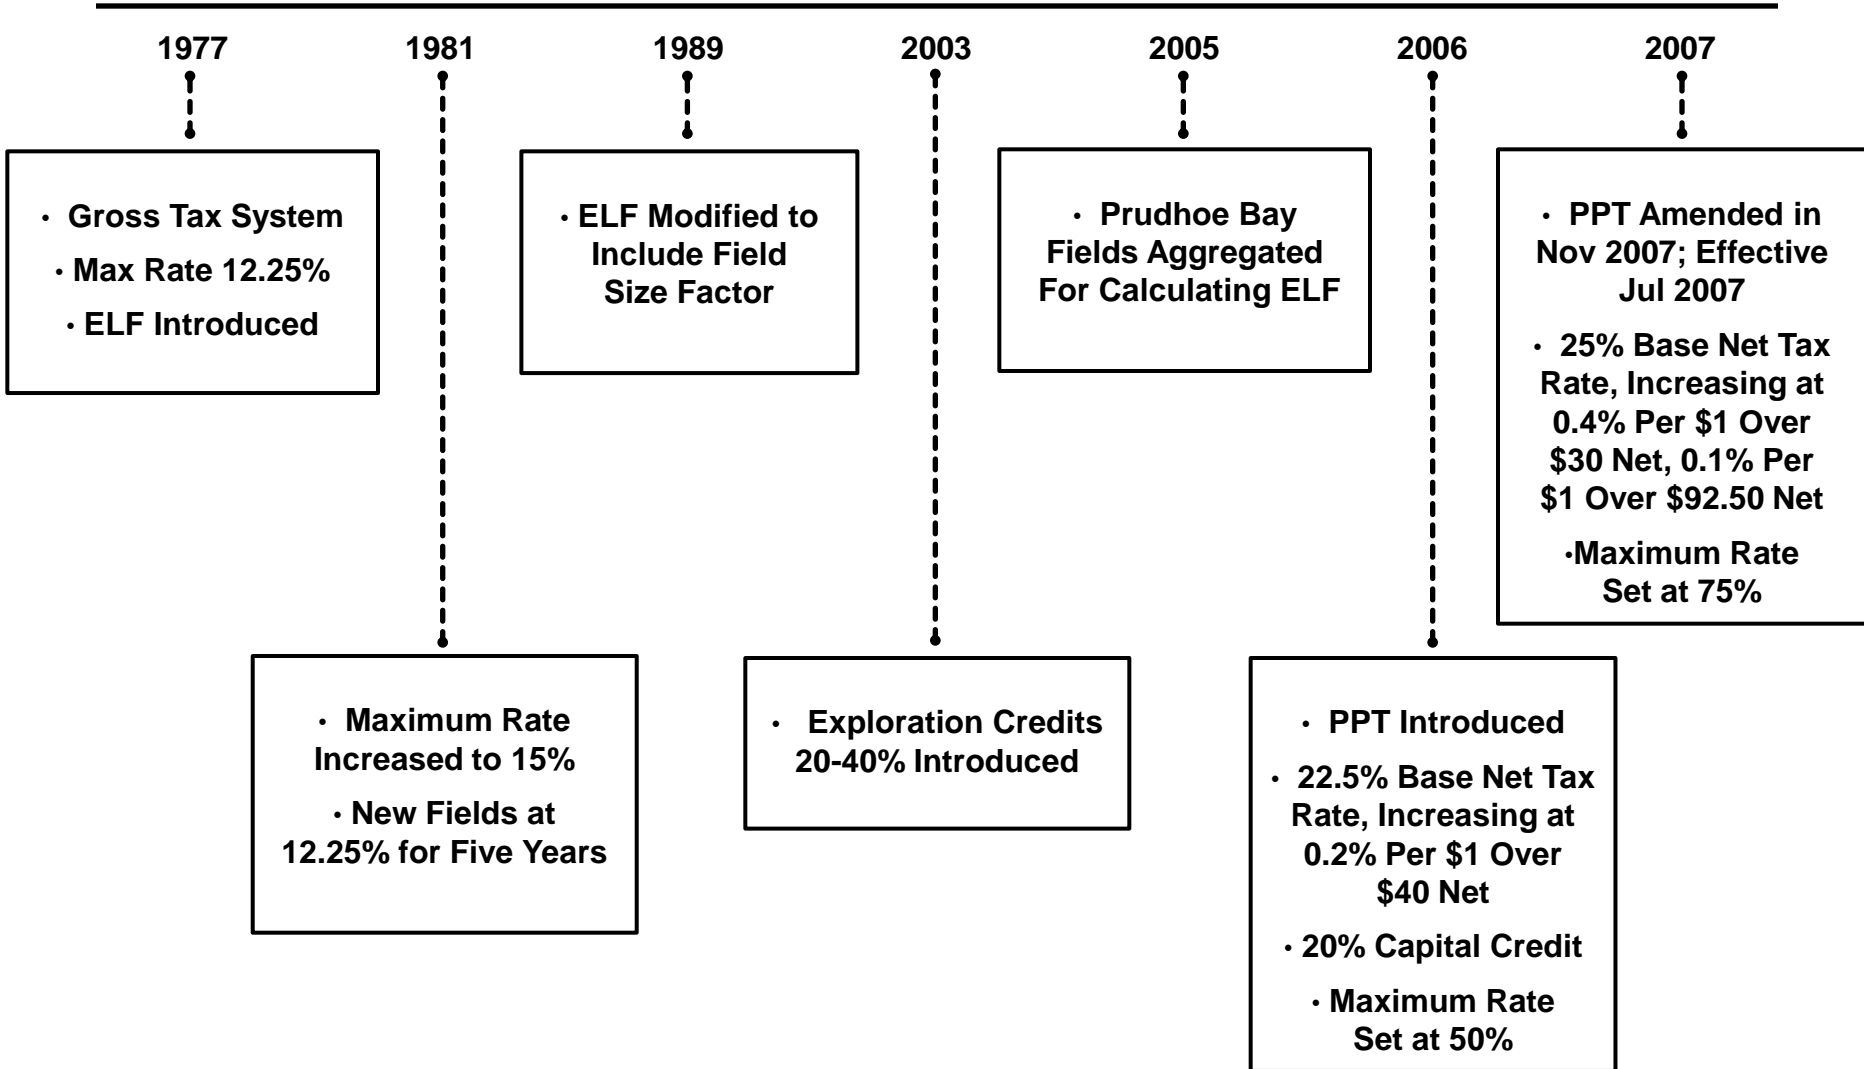 1977
1981
1989
2003
2005
2006
2007
· Gross Tax System
· Max Rate 12.25%
· ELF Introduced
· Maximum Rate
Increased to 15%
· New Fields at
12.25% for Five Years
· ELF Modified to
Include Field
Size Factor
· Exploration Credits
20-40% Introduced
· Prudhoe Bay
Fields Aggregated
For Calculating ELF
· PPT Introduced
· 22.5% Base Net Tax
Rate, Increasing at
0.2% Per $1 Over
$40 Net
· 20% Capital Credit
· Maximum Rate
Set at 50%
· PPT Amended in
Nov 2007; Effective
Jul 2007
· 25% Base Net Tax
Rate, Increasing at
0.4% Per $1 Over
$30 Net, 0.1% Per
$1 Over $92.50 Net
·Maximum Rate
Set at 75%